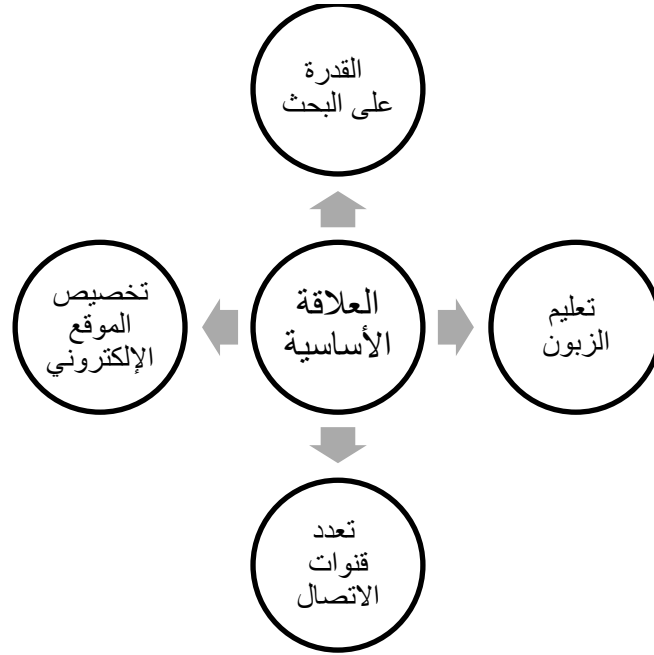 القدرة
على البحث
تعليم
الزبون
العلاقة
الأساسية
تخصيص
الموقع
الإلكتروني
تعدد
قنوات
الاتصال